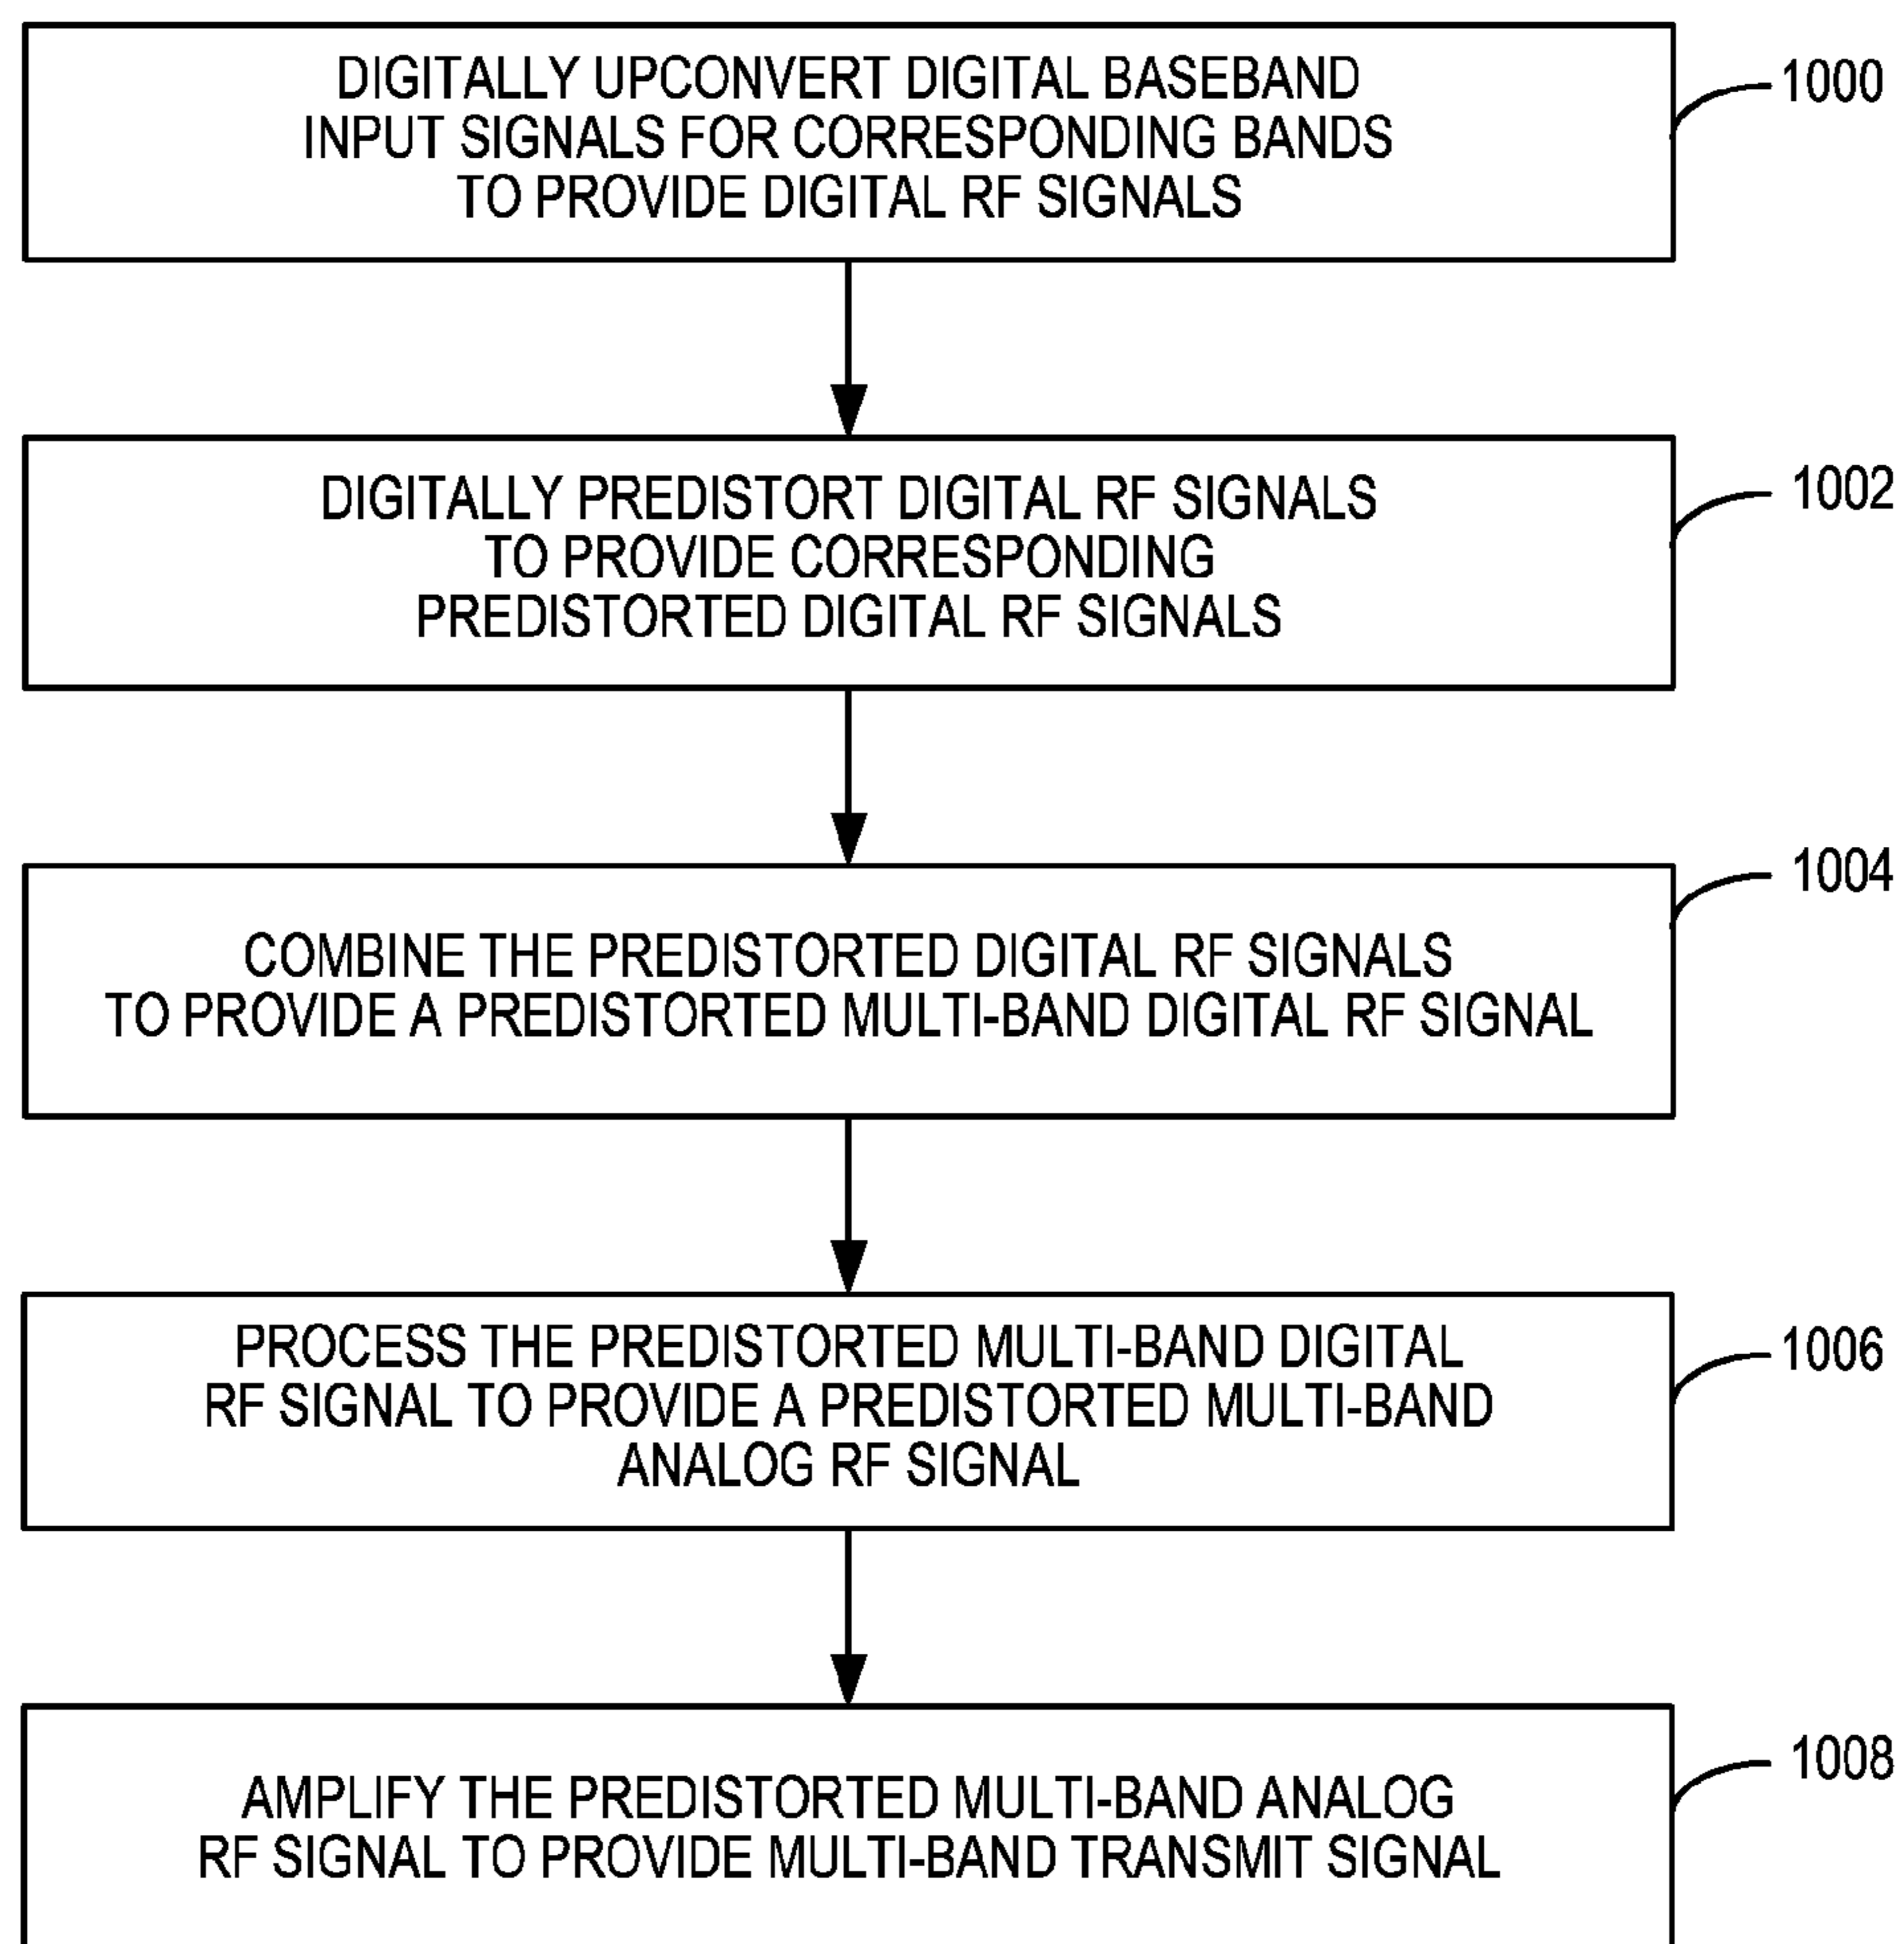 DIGITALLY UPCONVERT DIGITAL BASEBAND
INPUT SIGNALS FOR CORRESPONDING BANDS
TO PROVIDE DIGITAL RF SIGNALS
1000
DIGITALLY PREDISTORT DIGITAL RF SIGNALS
TO PROVIDE CORRESPONDING
PREDISTORTED DIGITAL RF SIGNALS
1002
COMBINE THE PREDISTORTED DIGITAL RF SIGNALS
TO PROVIDE A PREDISTORTED MULTI-BAND DIGITAL RF SIGNAL
1004
PROCESS THE PREDISTORTED MULTI-BAND DIGITAL
RF SIGNAL TO PROVIDE A PREDISTORTED MULTI-BAND
ANALOG RF SIGNAL
1006
AMPLIFY THE PREDISTORTED MULTI-BAND ANALOG
RF SIGNAL TO PROVIDE MULTI-BAND TRANSMIT SIGNAL
1008